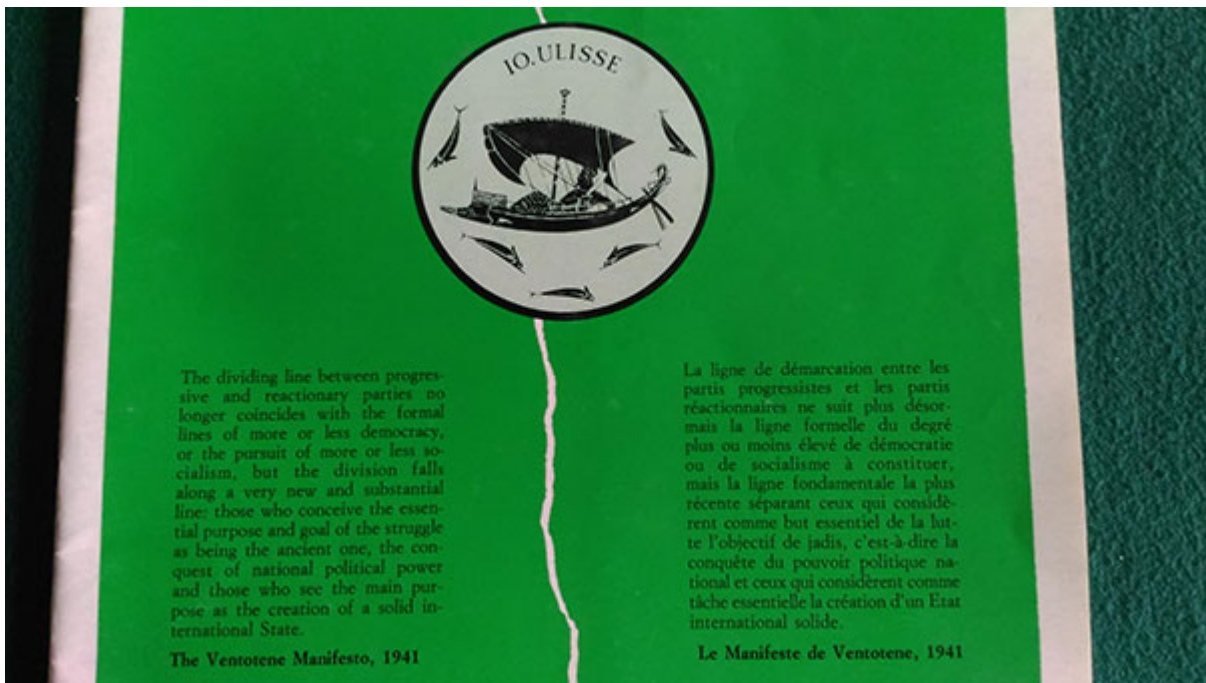 IO.ULISSE
The dividing line between progres-
sive and reactionary parties no
longer coincides with the formal
lines of more or less democracy,
or the pursuit of more or less so-
cialism, but the division falls
along a very new and substantial
line: those who conceive the essen-
tial purpose and goal of the struggle
as being the ancient one, the con-
quest of national political power
and those who see the main pur-
pose as the creation of a solid in-
ternational State.
The Ventotene Manifesto, 1941
La ligne de démarcation entre les
partis progressistes et les partis
réactionnaires ne suit plus désor-
mais la ligne formelle du degré
plus ou moins élevé de démocratie
ou de socialisme à constituer,
mais la ligne fondamentale la plus
récente séparant ceux qui considè-
rent comme but essentiel de la lut-
te l'objectif de jadis, c'est-à-dire la
conquête du pouvoir politique na-
tional et ceux qui considèrent comme
tâche essentielle la création d'un Etat
international solide.
Le Manifeste de Ventotene, 1941